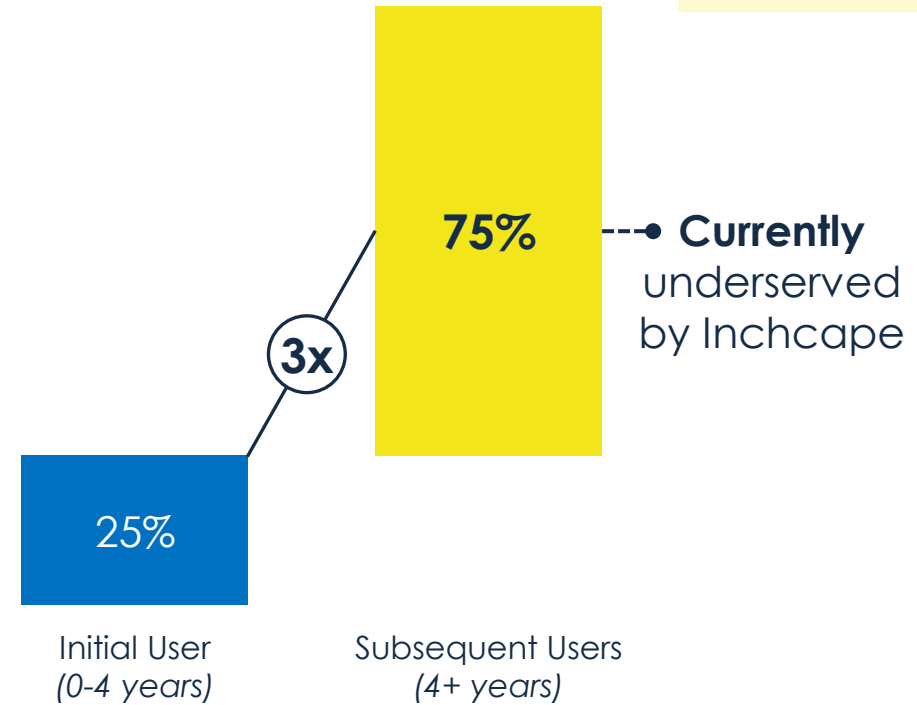 75%
Currently
underserved
by Inchcape
3x
25%
Initial User
(0-4 years)
Subsequent Users
(4+ years)